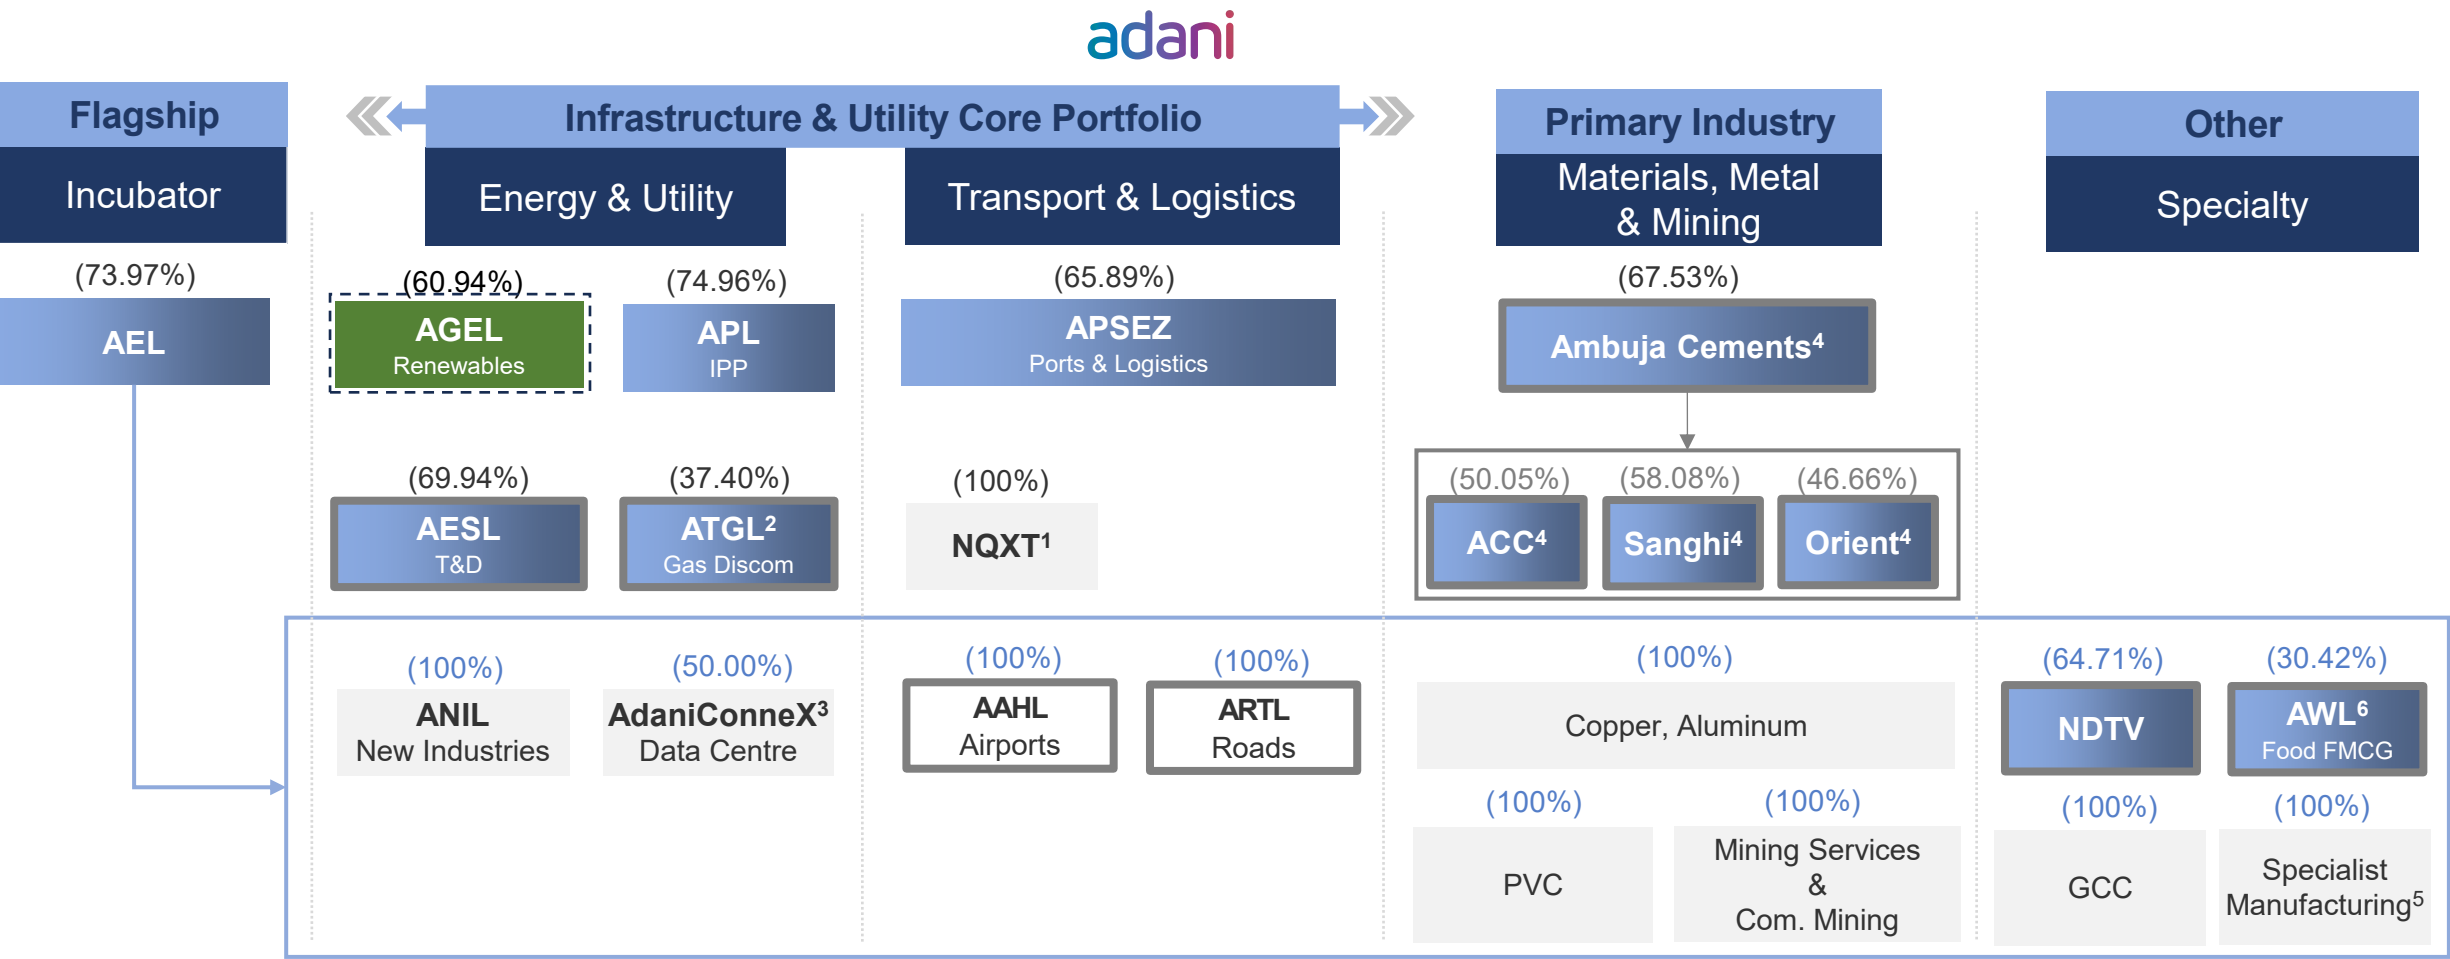 adani
Flagship
Infrastructure & Utility Core Portfolio
Primary Industry
Other
Incubator
Energy & Utility
Transport & Logistics
Materials, Metal
& Mining
Specialty
(73.97%)
AEL
(60.94%)
AGEL
Renewables
(74.96%)
APL
IPP
(65.89%)
APSEZ
Ports & Logistics
(67.53%)
Ambuja Cements⁴
(69.94%)
AESL
T&D
(37.40%)
ATGL²
Gas Discom
(100%)
NQXT¹
(50.05%)
ACC⁴
(58.08%)
Sanghi⁴
(46.66%)
Orient⁴
(100%)
ANIL
New Industries
(50.00%)
AdaniConneX³
Data Centre
(100%)
AAHL
Airports
(100%)
ARTL
Roads
(100%)
Copper, Aluminum
(64.71%)
NDTV
(30.42%)
AWL⁶
Food FMCG
(100%)
PVC
(100%)
Mining Services
&
Com. Mining
(100%)
GCC
(100%)
Specialist
Manufacturing⁵